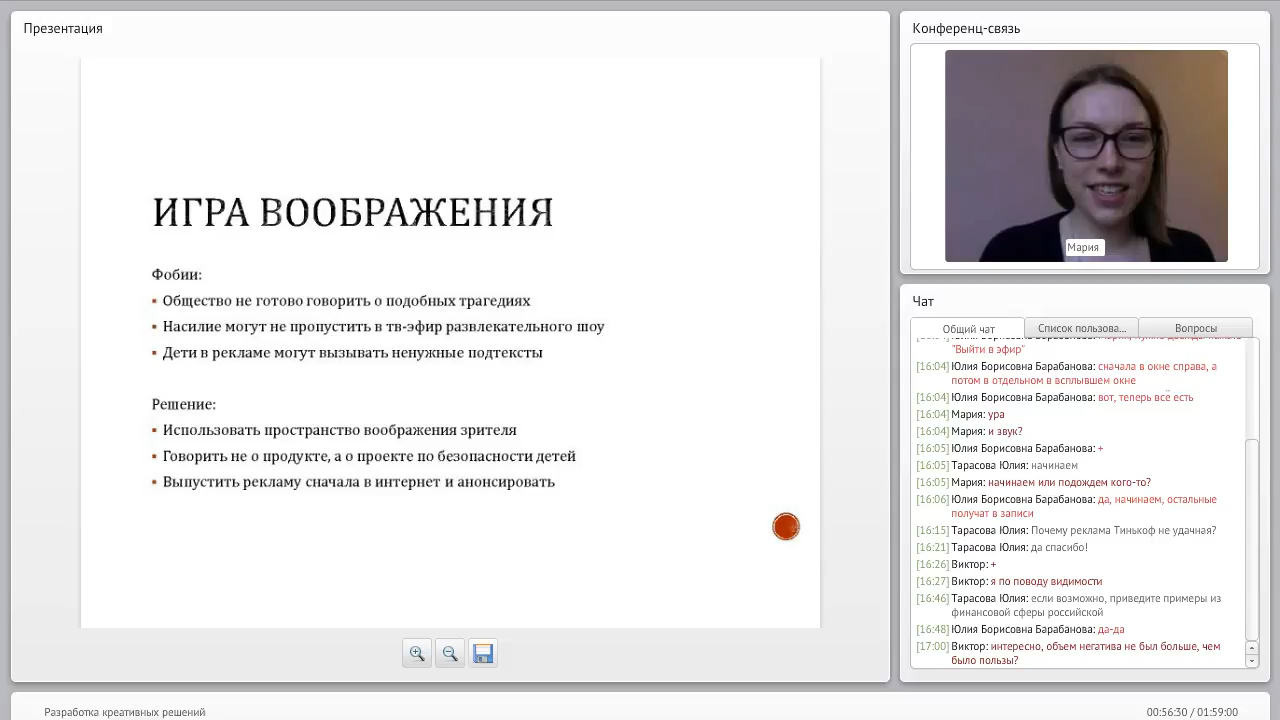 Презентация
ИГРА ВООБРАЖЕНИЯ
Фобии:
▪ Общество не готово говорить о подобных трагедиях
▪ Насилие могут не пропустить в тв-эфир развлекательного шоу
▪ Дети в рекламе могут вызывать ненужные подтексты
Решение:
▪ Использовать пространство воображения зрителя
▪ Говорить не о продукте, а о проекте по безопасности детей
▪ Выпустить рекламу сначала в интернет и анонсировать
Конференц-связь
Мария
Чат
Общий чат
Список пользова...
Вопросы
"Выйти в эфир"
[16:04] Юлия Борисовна Барабанова: сначала в окне справа, а
потом в отдельном в всплывшем окне
[16:04] Юлия Борисовна Барабанова: вот, теперь всё есть
[16:04] Мария: ура
[16:04] Мария: и звук?
[16:05] Юлия Борисовна Барабанова: +
[16:05] Тарасова Юлия: начинаем
[16:05] Мария: начинаем или подождем кого-то?
[16:06] Юлия Борисовна Барабанова: да, начинаем, остальные
получат в записи
[16:15] Тарасова Юлия: Почему реклама Тинькоф не удачная?
[16:21] Тарасова Юлия: да спасибо!
[16:26] Виктор: +
[16:27] Виктор: я по поводу видимости
[16:46] Тарасова Юлия: если возможно, приведите примеры из
финансовой сферы российской
[16:48] Юлия Борисовна Барабанова: да-да
[17:00] Виктор: интересно, объем негатива не был больше, чем
было пользы?
Разработка креативных решений
00:56:30 / 01:59:00